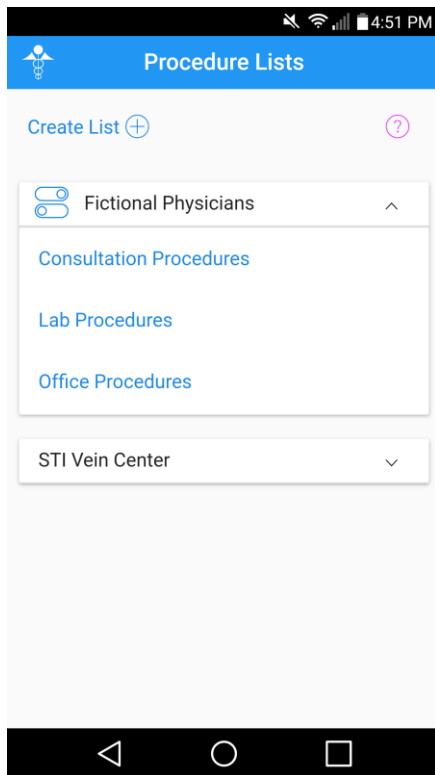 4:51 PM
Procedure Lists
Create List
?
Fictional Physicians
Consultation Procedures
Lab Procedures
Office Procedures
STI Vein Center